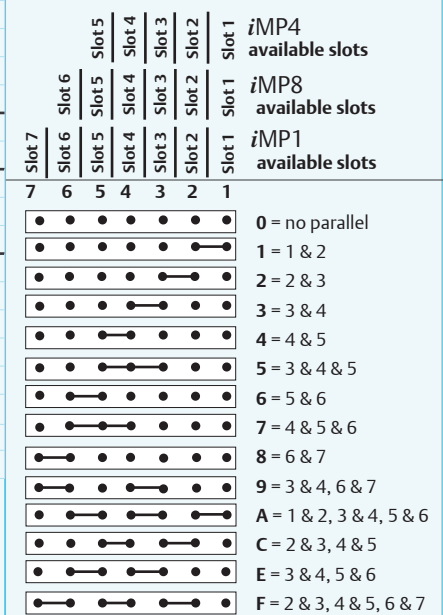 Slot 5 Slot 4 Slot 3 Slot 2 Slot 1 iMP4
available slots
Slot 6 Slot 5 Slot 4 Slot 3 Slot 2 Slot 1 iMP8
available slots
Slot 7 Slot 6 Slot 5 Slot 4 Slot 3 Slot 2 Slot 1 iMP1
available slots
7 6 5 4 3 2 1
0 = no parallel
1 = 1 & 2
2 = 2 & 3
3 = 3 & 4
4 = 4 & 5
5 = 3 & 4 & 5
6 = 5 & 6
7 = 4 & 5 & 6
8 = 6 & 7
9 = 3 & 4, 6 & 7
A = 1 & 2, 3 & 4, 5 & 6
C = 2 & 3, 4 & 5
E = 3 & 4, 5 & 6
F = 2 & 3, 4 & 5, 6 & 7